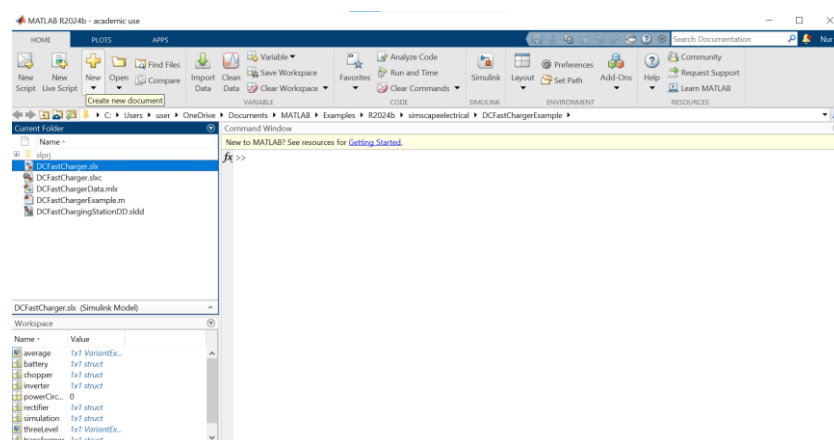 MATLAB R2024b - academic use
HOME PLOTS APPS Search Documentation Nur
New Script
New Live Script
New
Open
Find Files
Compare
Import Data
Clean Data
Variable
Save Workspace
Clear Workspace
Favorites
Analyze Code
Run and Time
Clear Commands
Simulink
Layout
Preferences
Set Path
Add-Ons
Help
Community
Request Support
Learn MATLAB
Create new document
VARIABLE CODE SIMULINK ENVIRONMENT RESOURCES
C: Users user OneDrive Documents MATLAB Examples R2024b simscapeelectrical DCFastChargerExample
Current Folder
Name
slprj
DCFastCharger.slx
DCFastCharger.slxc
DCFastChargerData.mlx
DCFastChargerExample.m
DCFastChargingStationDD.sldd
DCFastCharger.slx (Simulink Model)
Workspace
Name Value
average 1x1 VariantEx...
battery 1x1 struct
chopper 1x1 struct
inverter 1x1 struct
powerCirc... 0
rectifier 1x1 struct
simulation 1x1 struct
threeLevel 1x1 VariantEx...
transformer 1x1 struct
Command Window
New to MATLAB? See resources for Getting Started.
fx >>